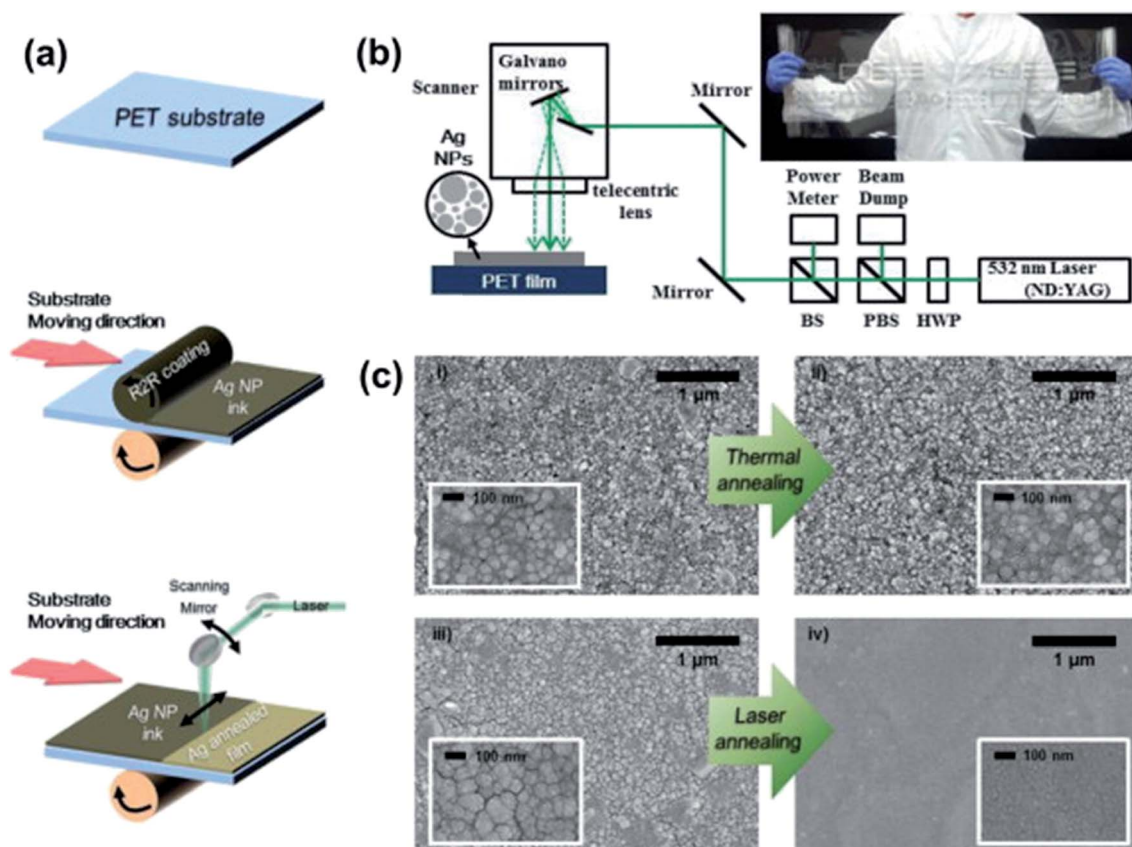 (a)
PET substrate
Substrate
Moving direction
R2R coating
Ag NP
ink
Substrate
Moving direction
Scanning
Mirror
Laser
Ag NP
ink
Ag annealed
film
(b)
Scanner
Galvano
mirrors
Mirror
Ag
NPs
telecentric
lens
PET film
Mirror
Power
Meter
Beam
Dump
BS
PBS
HWP
532 nm Laser
(ND:YAG)
(c)
i)
1 µm
100 nm
Thermal
annealing
ii)
1 µm
100 nm
iii)
1 µm
100 nm
Laser
annealing
iv)
1 µm
100 nm